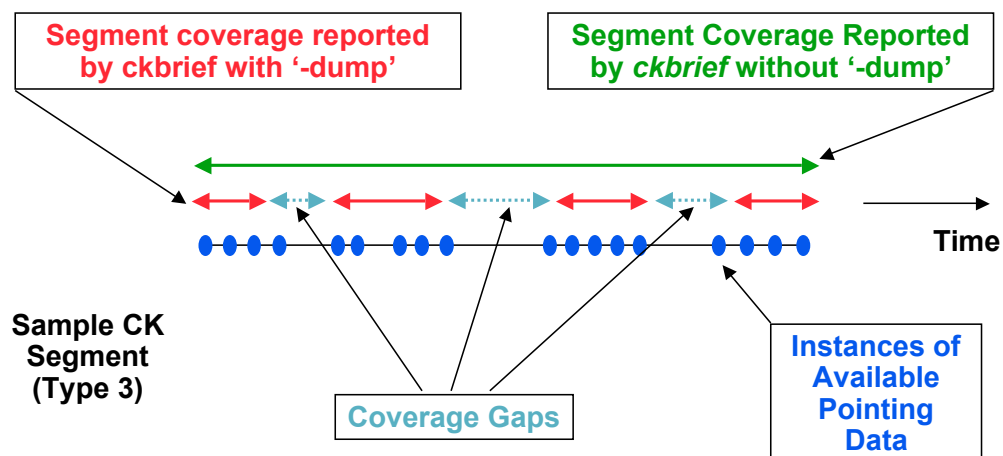 Segment coverage reported
by ckbrief with ‘-dump’
Segment Coverage Reported
by ckbrief without ‘-dump’
Time
Sample CK
Segment
(Type 3)
Coverage Gaps
Instances of
Available
Pointing
Data